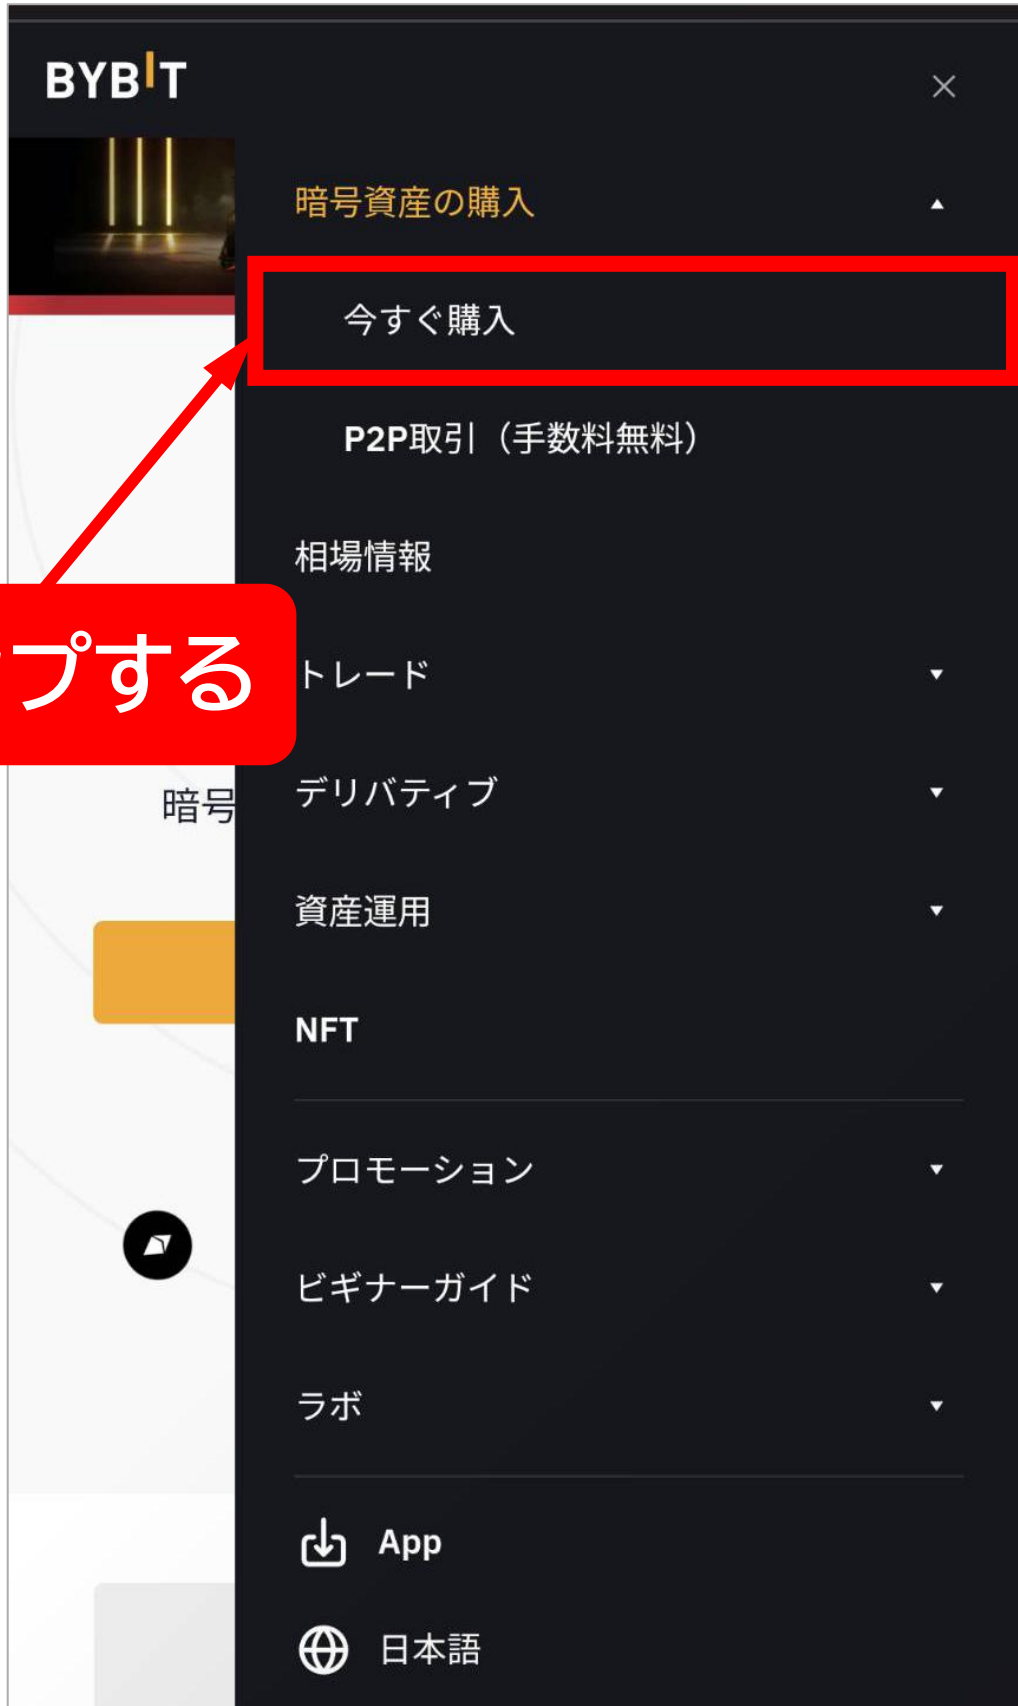 BYBIT
暗号資産の購入
今すぐ購入
P2P取引（手数料無料）
相場情報
プする
トレード
暗号
デリバティブ
資産運用
NFT
プロモーション
ビギナーガイド
ラボ
App
日本語